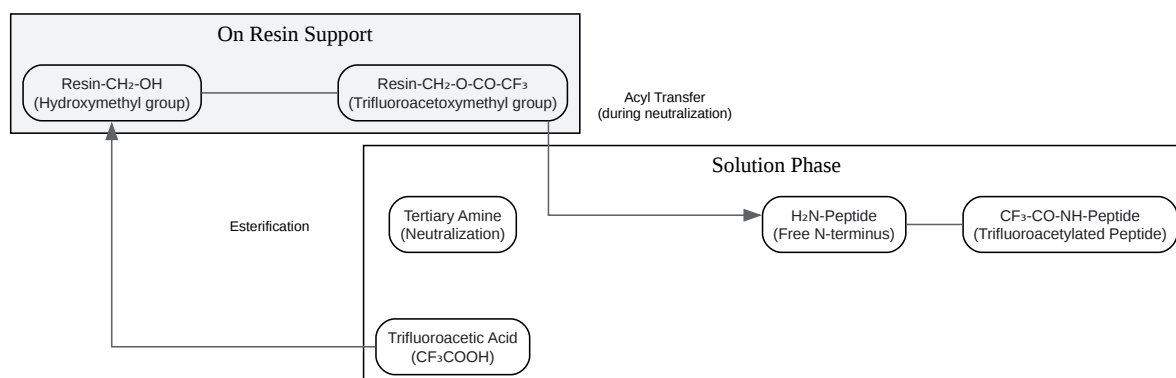 On Resin Support
Resin-CH₂-OH
(Hydroxymethyl group)
Resin-CH₂-O-CO-CF₃
(Trifluoroacetoxymethyl group)
Acyl Transfer
(during neutralization)
Solution Phase
Esterification
Tertiary Amine
(Neutralization)
H₂N-Peptide
(Free N-terminus)
CF₃-CO-NH-Peptide
(Trifluoroacetylated Peptide)
Trifluoroacetic Acid
(CF₃COOH)